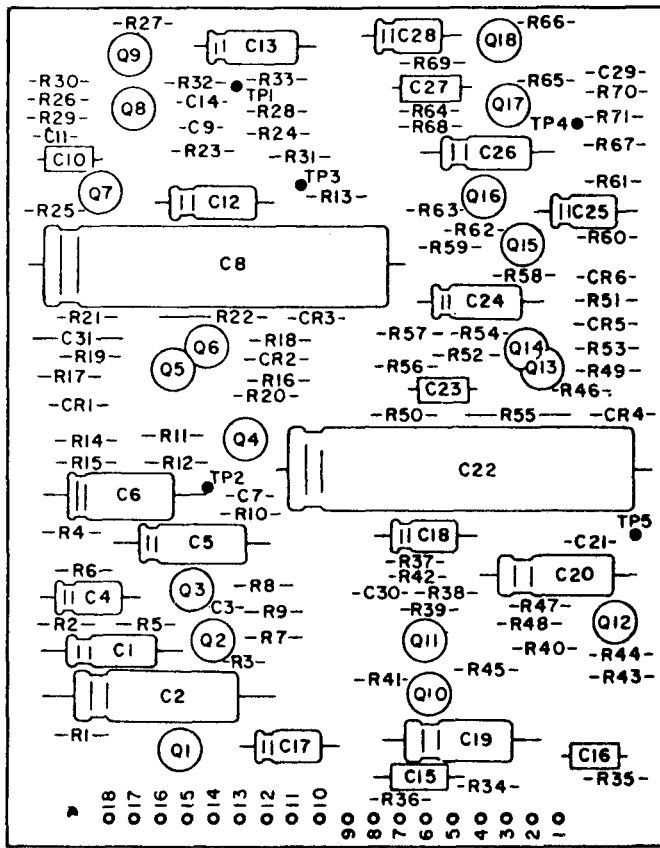 -R27- C13 C28 -R66-
Q9 Q18
-R30- -R32- -R33- -R69- -R65- -C29-
-R26- Q8 -C14- TP1 C27 Q17 -R70-
-R29- -R28- -R64- -R71-
-C11- -C9- -R24- -R68- TP4
C10 -R23- -R31- C26 -R67-
Q7 TP3 Q16 -R61-
-R25- C12 -R13- -R63- C25
-R62- Q15 -R60-
C8 -R59-
-R58- -CR6-
C24 -R51-
-R21- R22 -CR3- -CR5-
C31 Q6 -R18- -R57- -R54- Q14 -R53-
-R19- Q5 -CR2- -R56- -R52- Q13 -R49-
-R17- -R16- C23 -R46-
-CR1- -R20-
-R50- R55 -CR4-
-R14- -R11- Q4
-R15- -R12- C22
C6 TP2 -C7-
-R10- TP5
-R4- C5 C18 -C21-
-R37-
-R6- Q3 -R8- -R42- C20
C4 C3- -C30- -R38-
-R9- -R39- -R47-
-R2- -R5- Q2 -R7- Q11 -R48- Q12
C1 -R3- -R45- -R40- -R44-
C2 -R41- Q10 -R43-
-R1- Q1 C17 C19 C16
C15 -R34- -R35-
-R36-
018 017 016 015 014 013 012 011 010 90 80 70 60 50 40 30 20 10